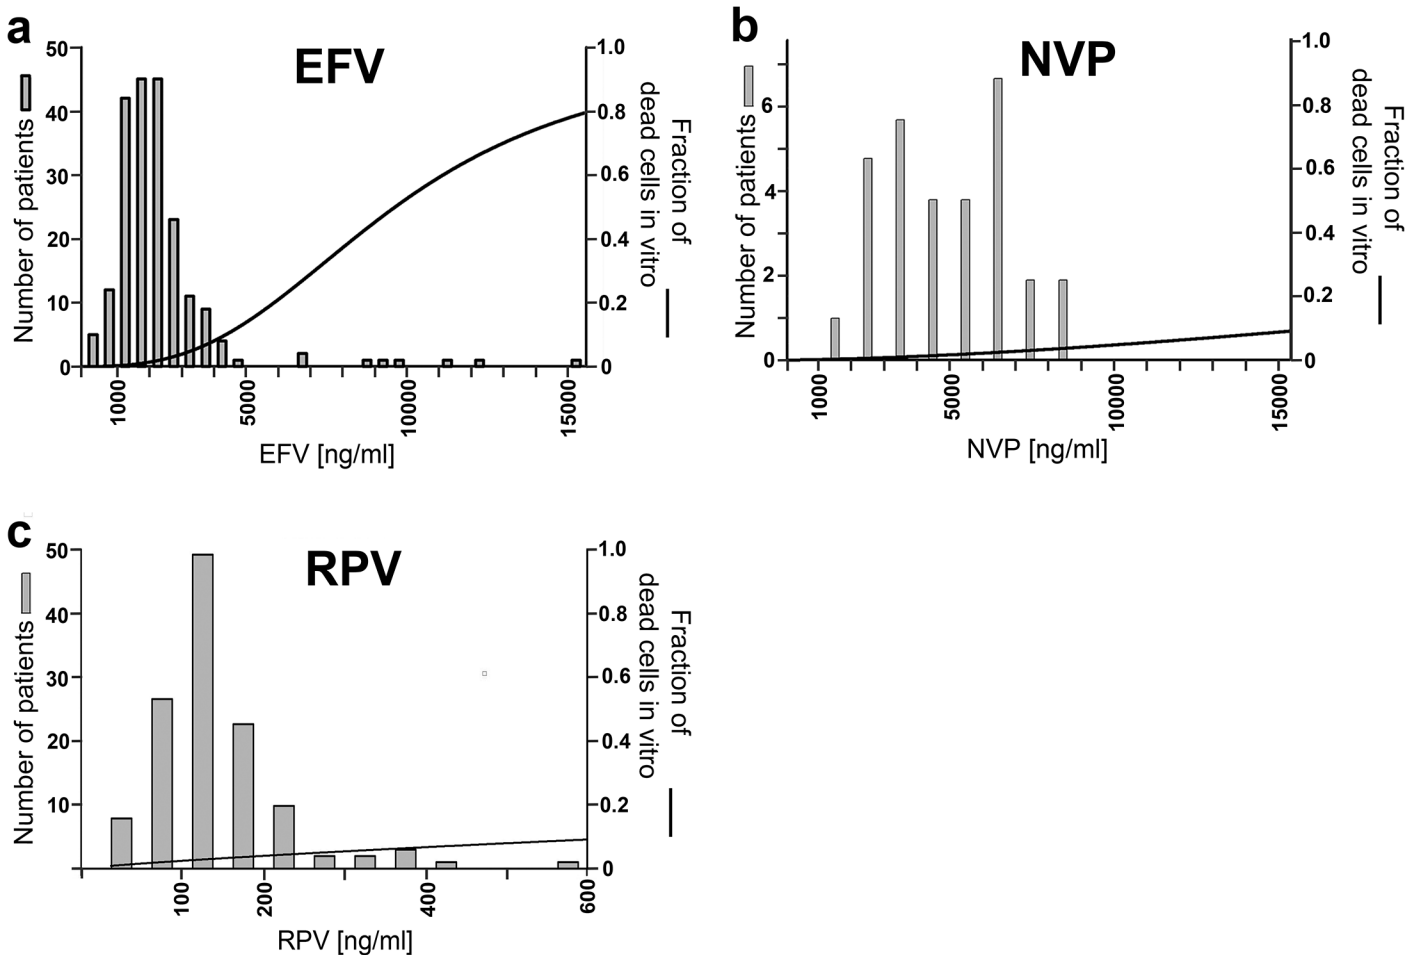 a
EFV
Number of patients
50
40
30
20
10
0
1.0
0.8
0.6
0.4
0.2
0
Fraction of
dead cells in vitro
1000
5000
10000
15000
EFV [ng/ml]
b
NVP
Number of patients
6
4
2
0
1.0
0.8
0.6
0.4
0.2
0
Fraction of
dead cells in vitro
1000
5000
10000
15000
NVP [ng/ml]
c
RPV
Number of patients
50
40
30
20
10
1.0
0.8
0.6
0.4
0.2
0
Fraction of
dead cells in vitro
100
200
400
600
RPV [ng/ml]